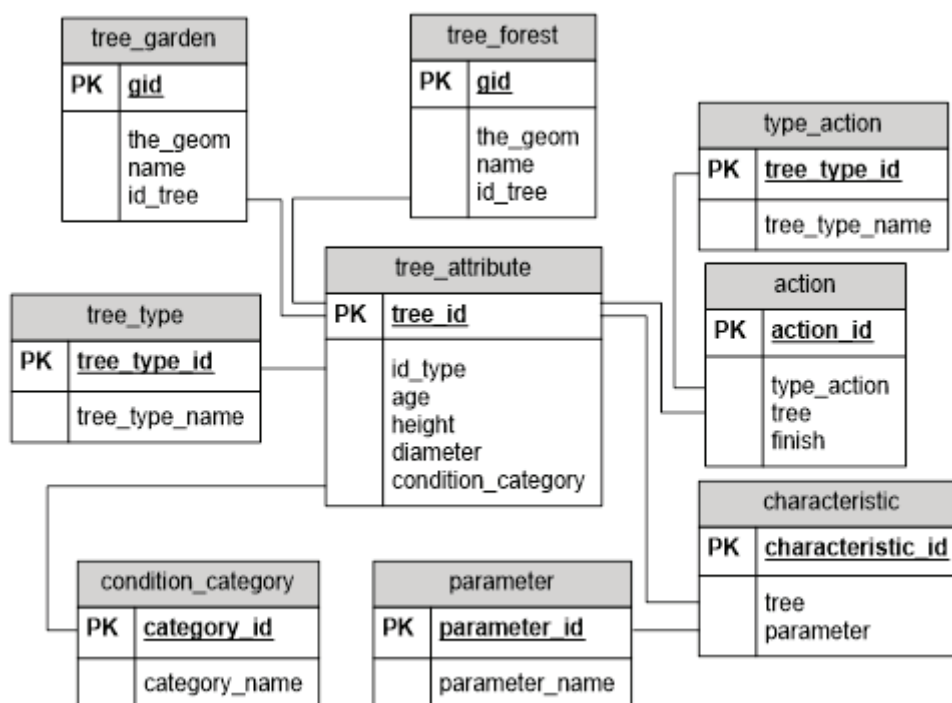 tree_garden
PK gid
the_geom
name
id_tree
tree_forest
PK gid
the_geom
name
id_tree
type_action
PK tree_type_id
tree_type_name
tree_attribute
PK tree_id
id_type
age
height
diameter
condition_category
action
PK action_id
type_action
tree
finish
tree_type
PK tree_type_id
tree_type_name
characteristic
PK characteristic_id
tree
parameter
condition_category
PK category_id
category_name
parameter
PK parameter_id
parameter_name